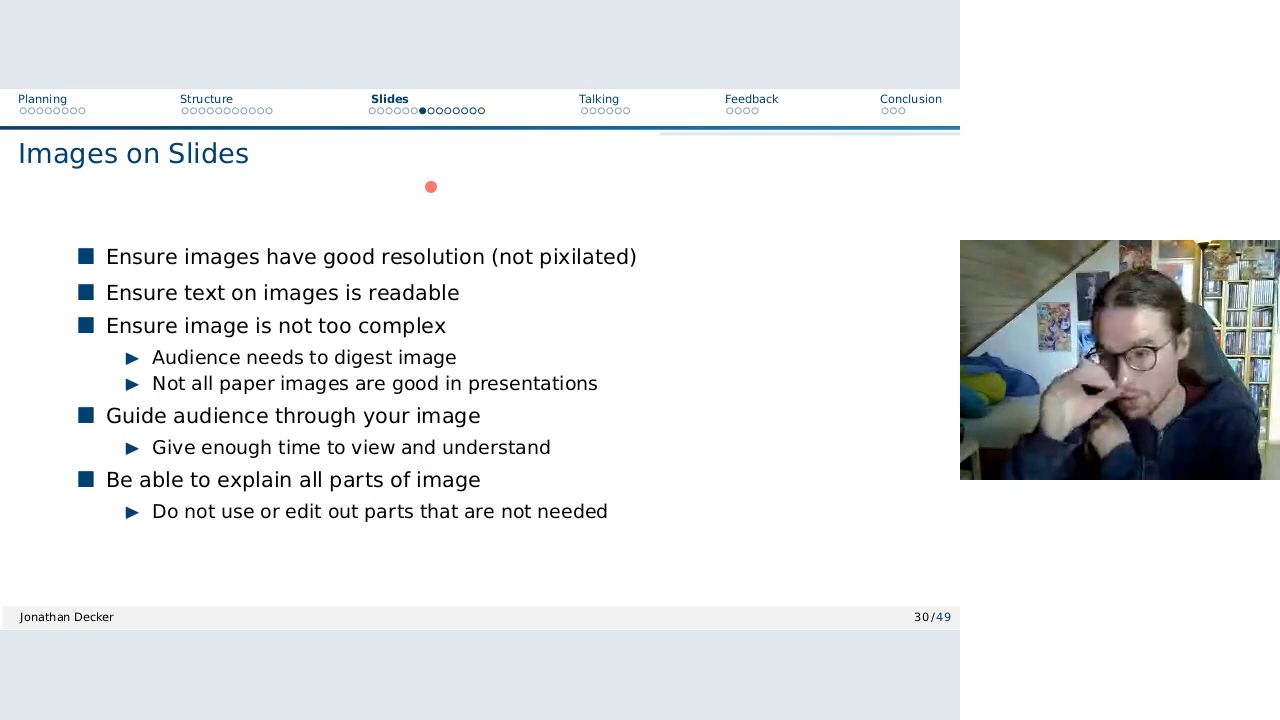 Planning Structure Slides Talking Feedback Conclusion
Images on Slides
Ensure images have good resolution (not pixilated)
Ensure text on images is readable
Ensure image is not too complex
Audience needs to digest image
Not all paper images are good in presentations
Guide audience through your image
Give enough time to view and understand
Be able to explain all parts of image
Do not use or edit out parts that are not needed
Jonathan Decker 30/49